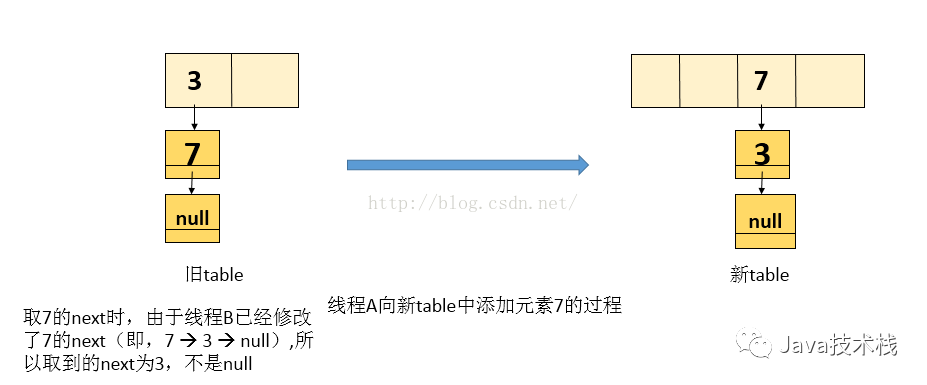 3
7
7
3
null
null
http://blog.csdn.net/
旧table
新table
线程A向新table中添加元素7的过程
取7的next时，由于线程B已经修改
了7的next（即，7 → 3 → null）,所
以取到的next为3，不是null
Java技术栈